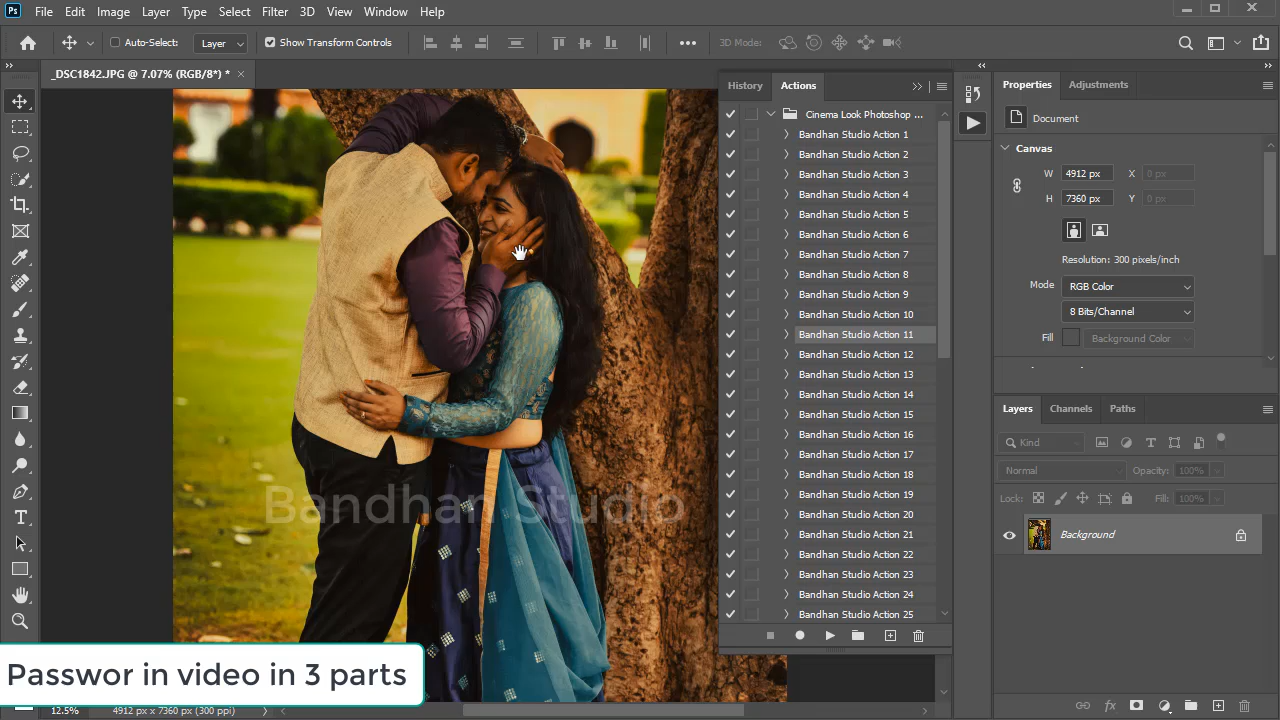 Ps File Edit Image Layer Type Select Filter 3D View Window Help
Auto-Select: Layer Show Transform Controls 3D Mode:
_DSC1842.JPG @ 7.07% (RGB/8*) *
History Actions
Cinema Look Photoshop ...
Bandhan Studio Action 1
Bandhan Studio Action 2
Bandhan Studio Action 3
Bandhan Studio Action 4
Bandhan Studio Action 5
Bandhan Studio Action 6
Bandhan Studio Action 7
Bandhan Studio Action 8
Bandhan Studio Action 9
Bandhan Studio Action 10
Bandhan Studio Action 11
Bandhan Studio Action 12
Bandhan Studio Action 13
Bandhan Studio Action 14
Bandhan Studio Action 15
Bandhan Studio Action 16
Bandhan Studio Action 17
Bandhan Studio Action 18
Bandhan Studio Action 19
Bandhan Studio Action 20
Bandhan Studio Action 21
Bandhan Studio Action 22
Bandhan Studio Action 23
Bandhan Studio Action 24
Bandhan Studio Action 25
Properties Adjustments
Document
Canvas
W 4912 px X 0 px
H 7360 px Y 0 px
Resolution: 300 pixels/inch
Mode RGB Color
8 Bits/Channel
Fill Background Color
Layers Channels Paths
Kind
Normal Opacity: 100%
Lock: Fill: 100%
Background
Bandhan Studio
Passwor in video in 3 parts
12.5% 4912 px x 7360 px (300 ppi)